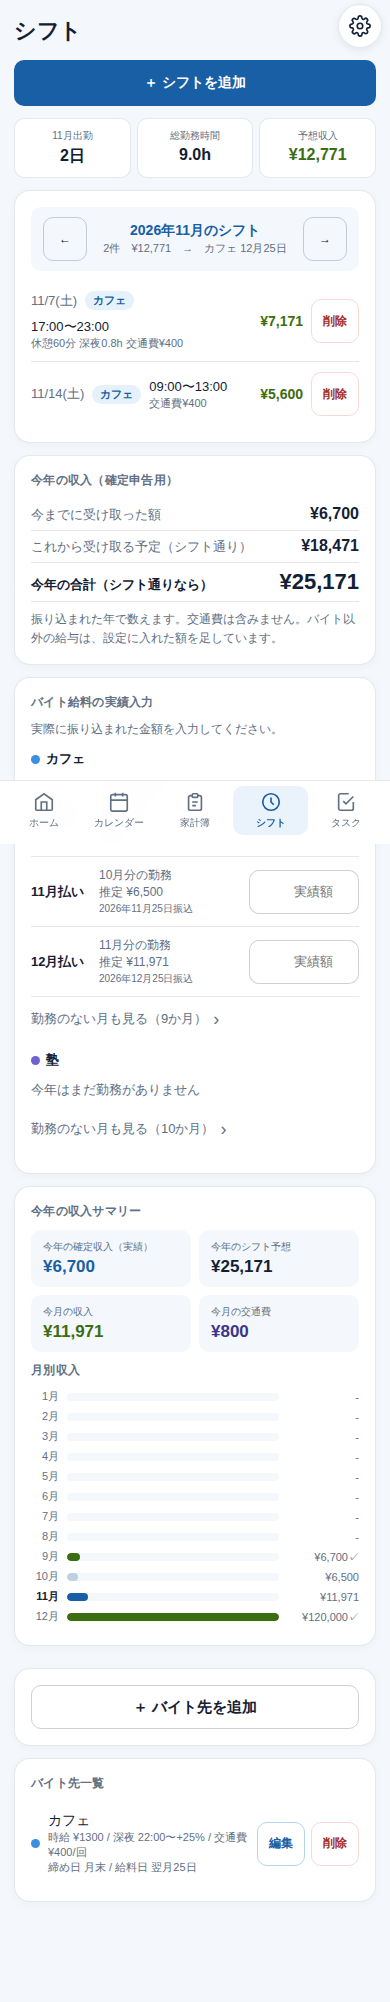 シフト
＋ シフトを追加
11月出勤
2日
総勤務時間
9.0h
予想収入
¥12,771
←
2026年11月のシフト
2件 ¥12,771 → カフェ 12月25日
→
11/7(土) カフェ
17:00〜23:00
休憩60分 深夜0.8h 交通費¥400
¥7,171
削除
11/14(土) カフェ
09:00〜13:00
交通費¥400
¥5,600
削除
今年の収入（確定申告用）
今までに受け取った額 ¥6,700
これから受け取る予定（シフト通り） ¥18,471
今年の合計（シフト通りなら） ¥25,171
振り込まれた年で数えます。交通費は含みません。バイト以
外の給与は、設定に入れた額を足しています。
バイト給料の実績入力
実際に振り込まれた金額を入力してください。
カフェ
ホーム
カレンダー
家計簿
シフト
タスク
11月払い
10月分の勤務
推定 ¥6,500
2026年11月25日振込
実績額
12月払い
11月分の勤務
推定 ¥11,971
2026年12月25日振込
実績額
勤務のない月も見る（9か月） ›
塾
今年はまだ勤務がありません
勤務のない月も見る（10か月） ›
今年の収入サマリー
今年の確定収入（実績）
¥6,700
今年のシフト予想
¥25,171
今月の収入
¥11,971
今月の交通費
¥800
月別収入
1月 -
2月 -
3月 -
4月 -
5月 -
6月 -
7月 -
8月 -
9月 ¥6,700✓
10月 ¥6,500
11月 ¥11,971
12月 ¥120,000✓
＋ バイト先を追加
バイト先一覧
カフェ
時給 ¥1300 / 深夜 22:00〜+25% / 交通費
¥400/回
締め日 月末 / 給料日 翌月25日
編集
削除